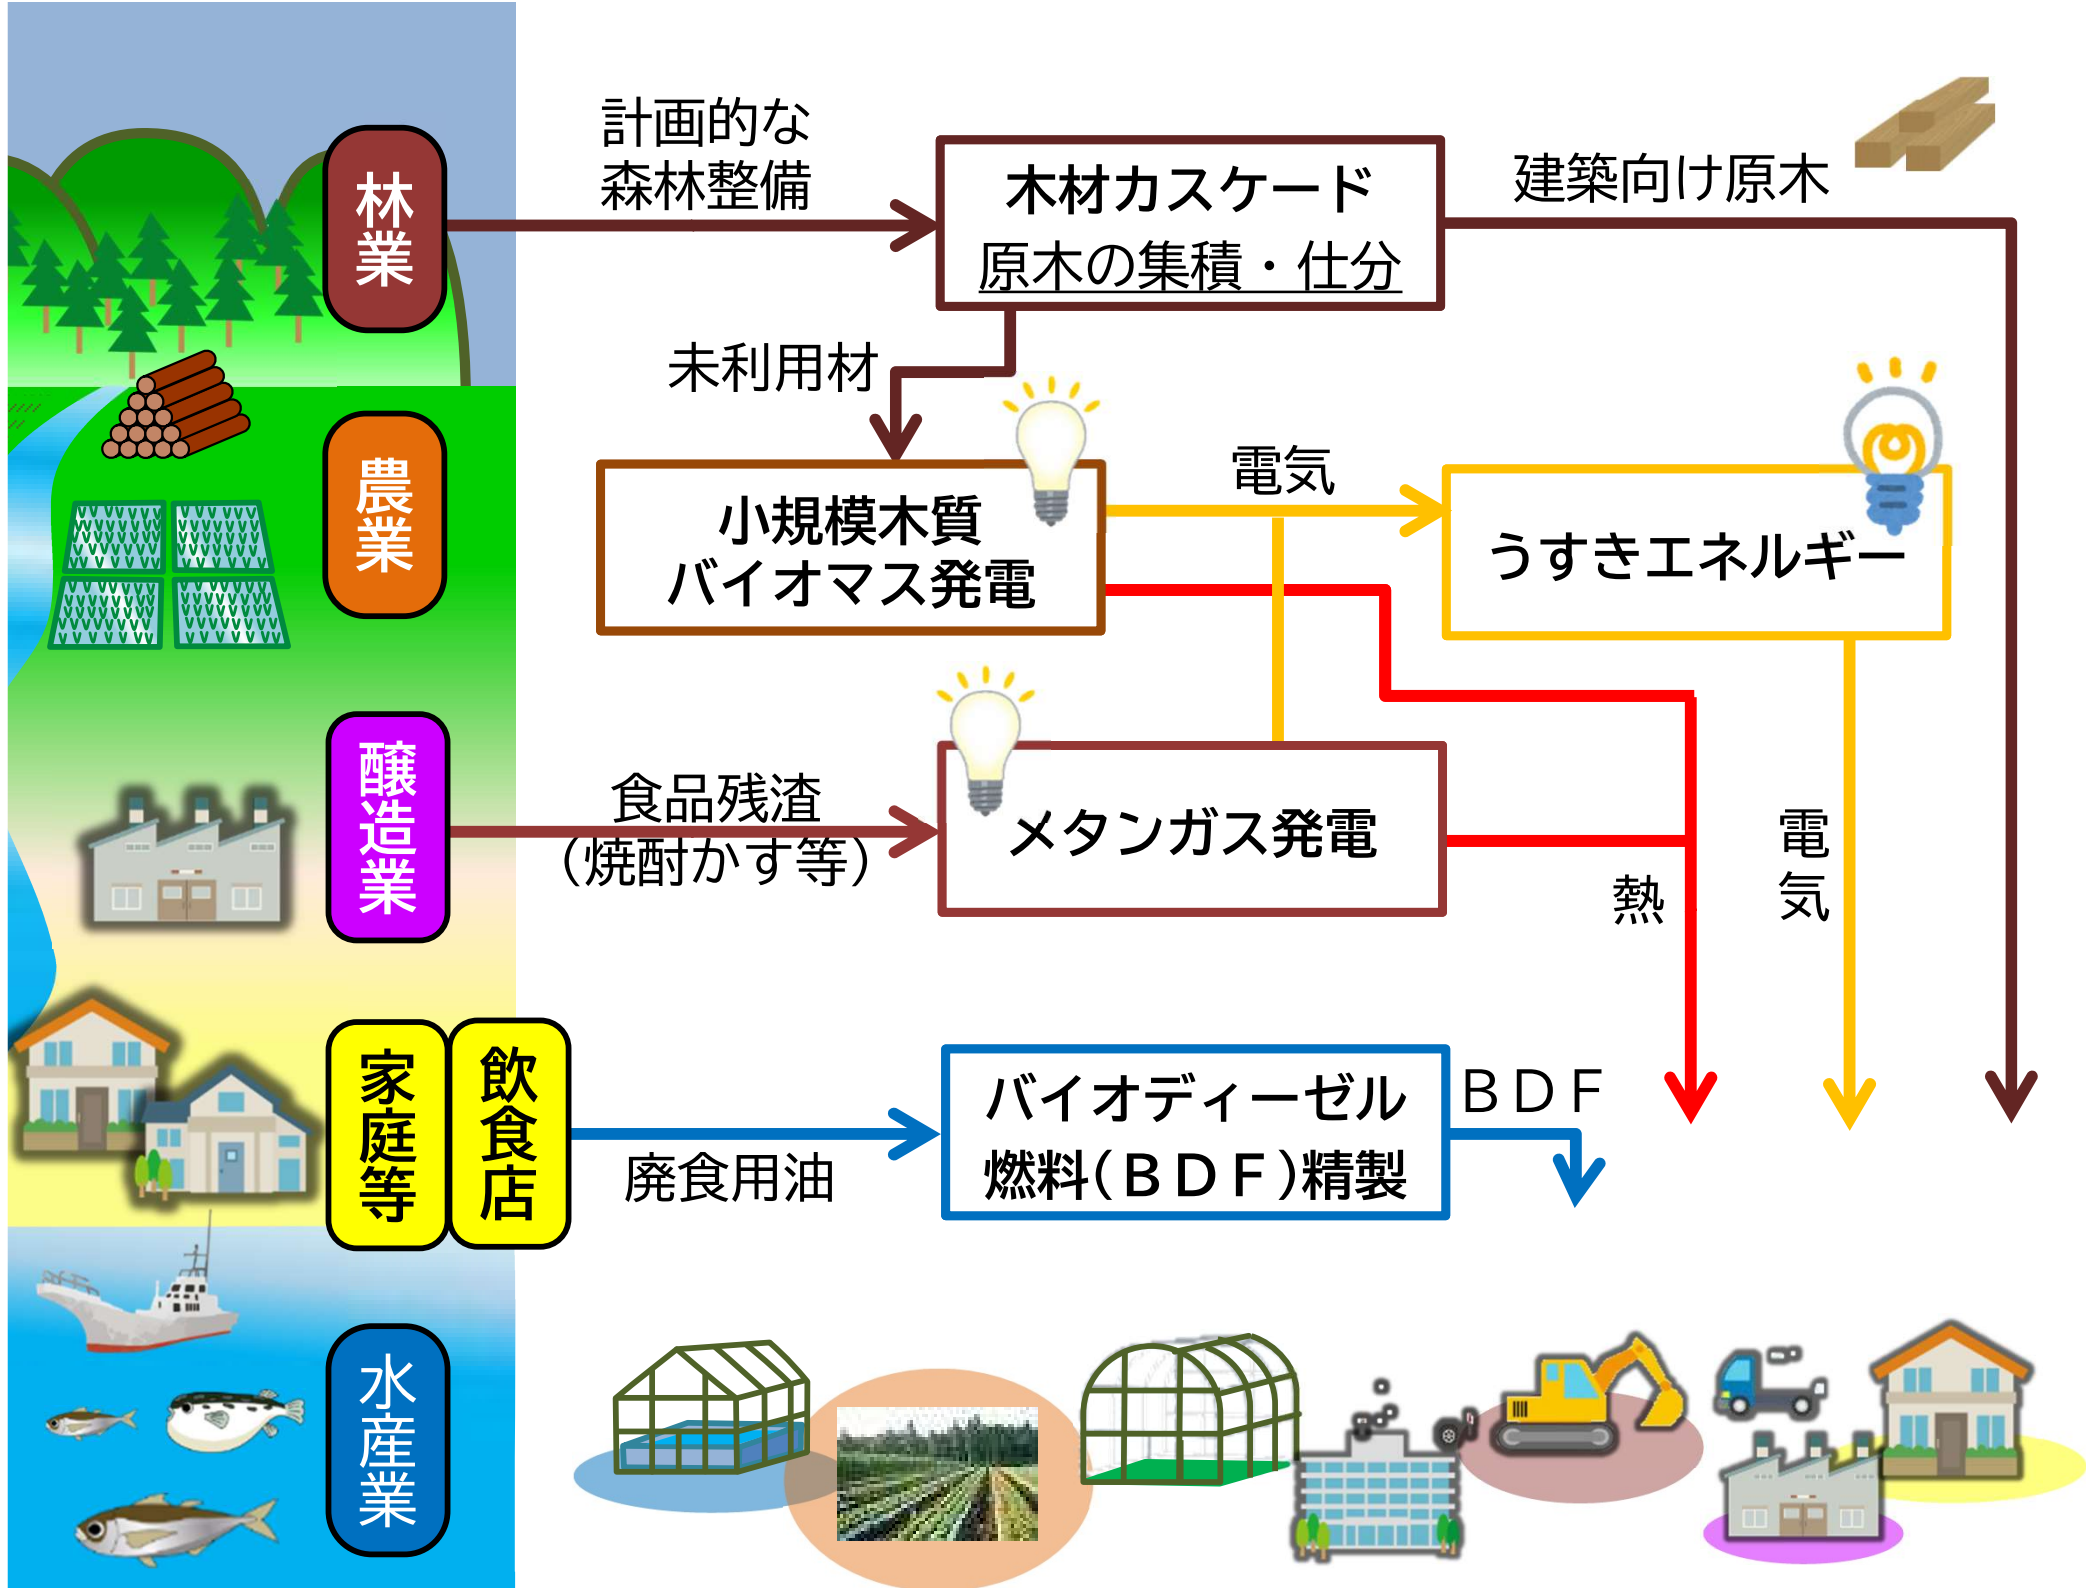 林業
計画的な
森林整備
木材カスケード
原木の集積・仕分
建築向け原木
未利用材
農業
小規模木質
バイオマス発電
電気
うすきエネルギー
醸造業
食品残渣
（焼酎かす等）
メタンガス発電
熱
電気
家庭等
飲食店
廃食用油
バイオディーゼル
燃料（ＢＤＦ）精製
ＢＤＦ
水産業